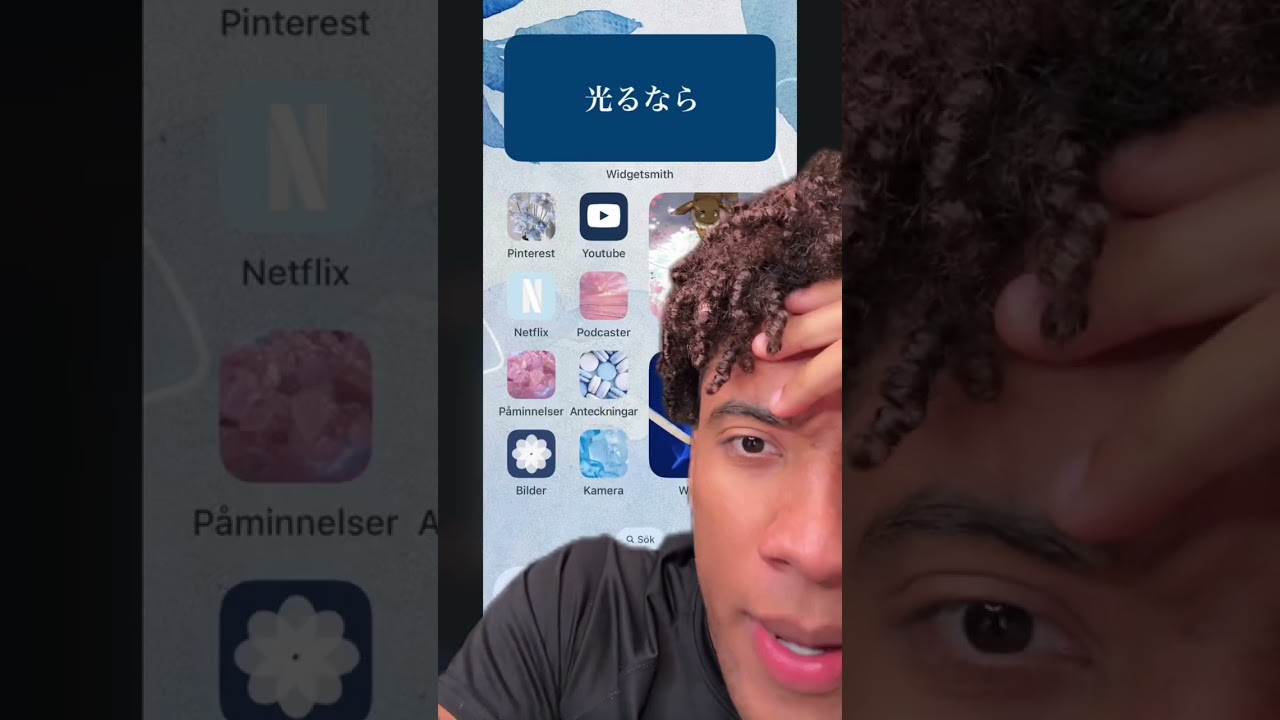 Pinterest
Netflix
Påminnelser A
光るなら
Widgetsmith
Pinterest Youtube
N
Netflix Podcaster
Påminnelser Anteckningar
Bilder Kamera W
Sök